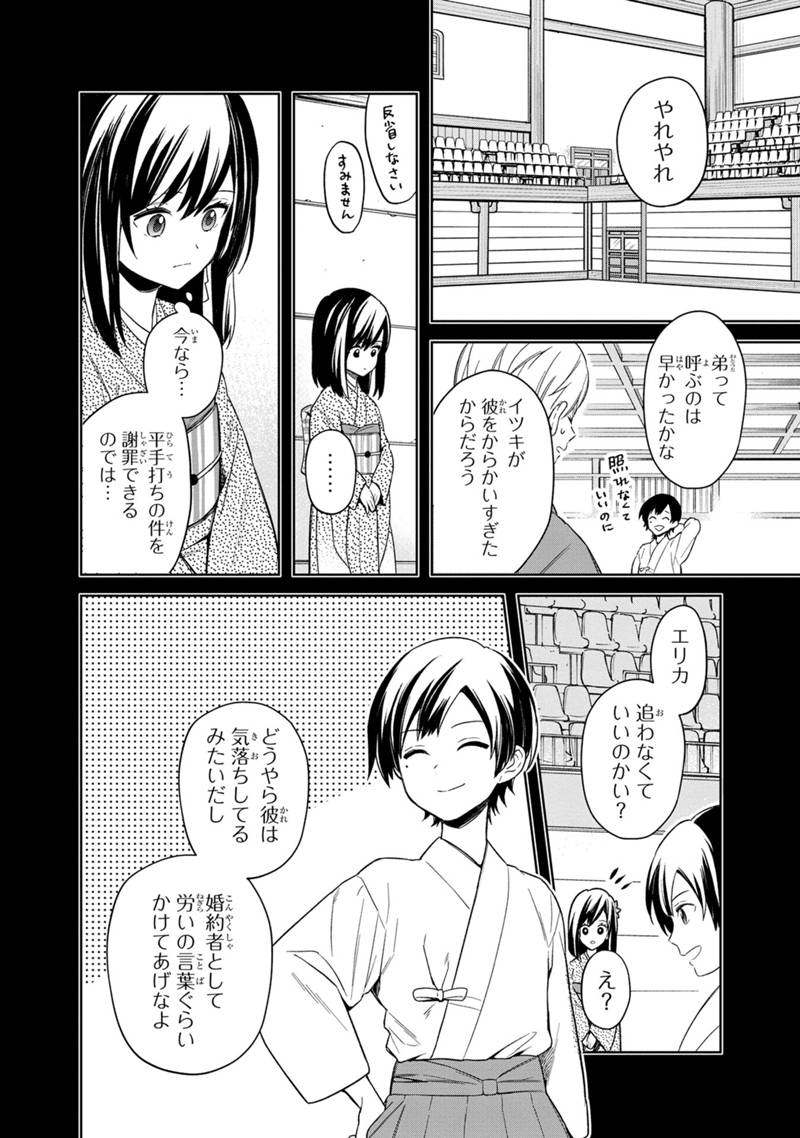 やれやれ
弟って
呼ぶのは
早かったかな
照れなくて
いいのに
イツキが
彼をからかいすぎた
からだろう
反省しなさい
すみません
……
今なら…
平手打ちの件を
謝罪できる
のでは…
エリカ
追わなくて
いいのかい?
え?
どうやら彼は
気落ちしてる
みたいだし
婚約者として
労いの言葉ぐらい
かけてあげなよ